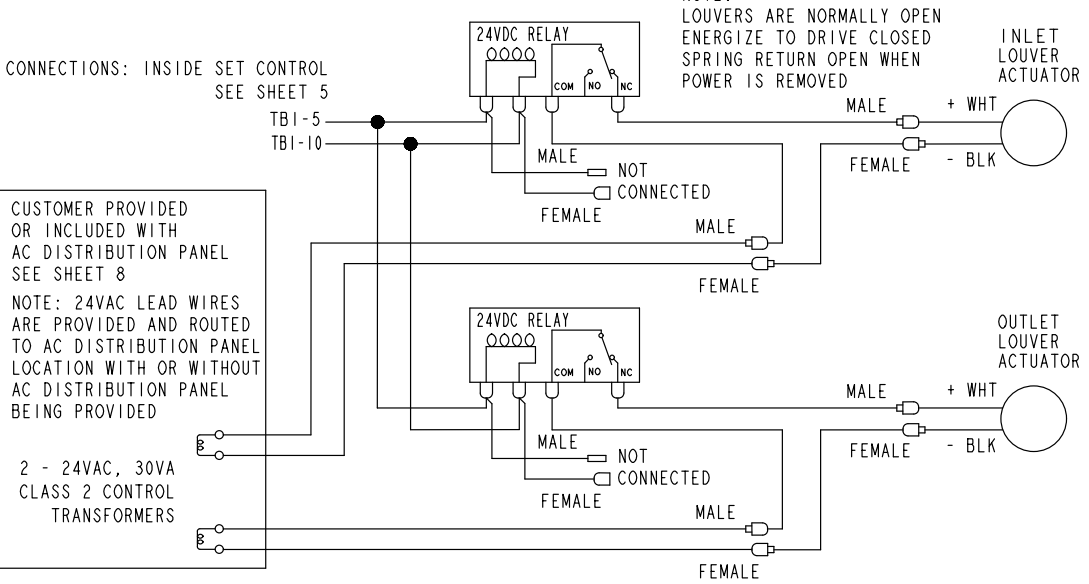 LOUVERS ARE NORMALLY OPEN
ENERGIZE TO DRIVE CLOSED
SPRING RETURN OPEN WHEN
POWER IS REMOVED
24VDC RELAY
COM NO NC
INLET
LOUVER
ACTUATOR
CONNECTIONS: INSIDE SET CONTROL
SEE SHEET 5
TB1-5
TB1-10
MALE
+ WHT
FEMALE
- BLK
MALE
NOT
CONNECTED
FEMALE
MALE
FEMALE
CUSTOMER PROVIDED
OR INCLUDED WITH
AC DISTRIBUTION PANEL
SEE SHEET 8
NOTE: 24VAC LEAD WIRES
ARE PROVIDED AND ROUTED
TO AC DISTRIBUTION PANEL
LOCATION WITH OR WITHOUT
AC DISTRIBUTION PANEL
BEING PROVIDED
2 - 24VAC, 30VA
CLASS 2 CONTROL
TRANSFORMERS
24VDC RELAY
COM NO NC
OUTLET
LOUVER
ACTUATOR
MALE
+ WHT
FEMALE
- BLK
MALE
NOT
CONNECTED
FEMALE
MALE
FEMALE